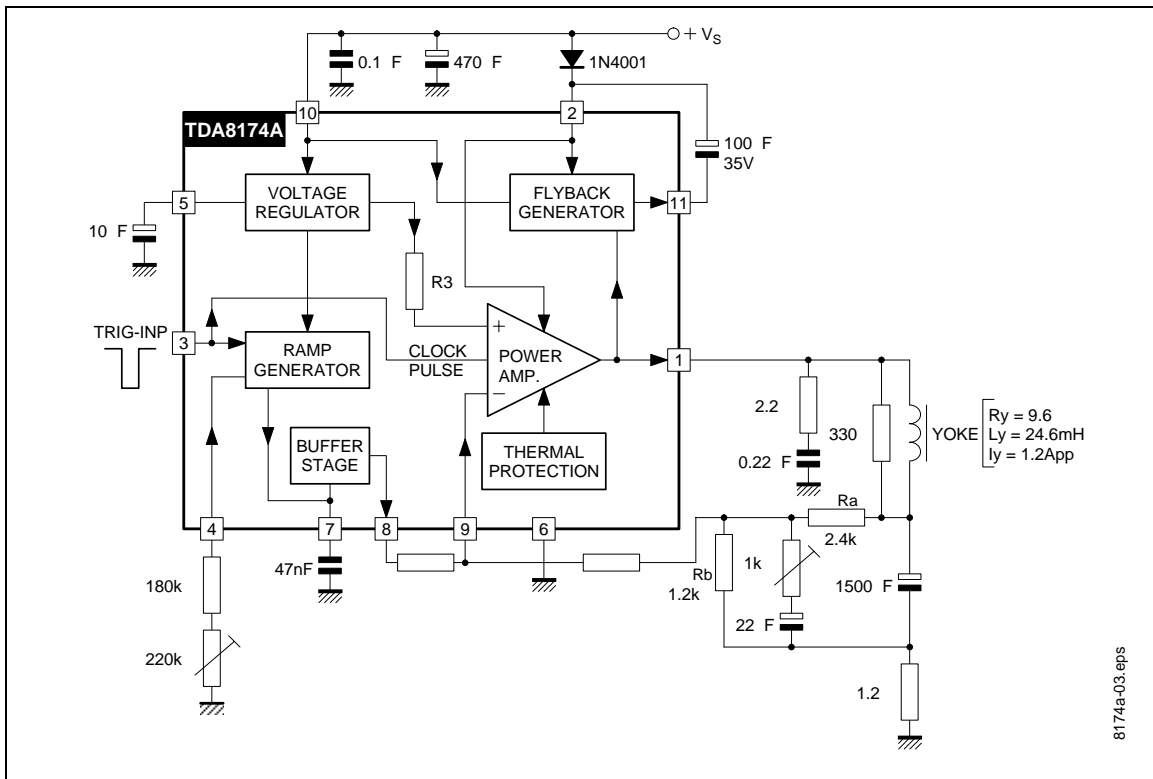 + VS
0.1 F
470 F
1N4001
10
2
TDA8174A
100 F
35V
VOLTAGE
REGULATOR
FLYBACK
GENERATOR
5
11
10 F
R3
TRIG-INP
3
RAMP
GENERATOR
CLOCK
PULSE
+
POWER
AMP.
−
1
BUFFER
STAGE
THERMAL
PROTECTION
2.2
0.22 F
330
YOKE
Ry = 9.6
Ly = 24.6mH
Iy = 1.2App
4
7
8
9
6
47nF
180k
220k
Ra
2.4k
Rb
1.2k
1k
22 F
1500 F
1.2
8174a-03.eps